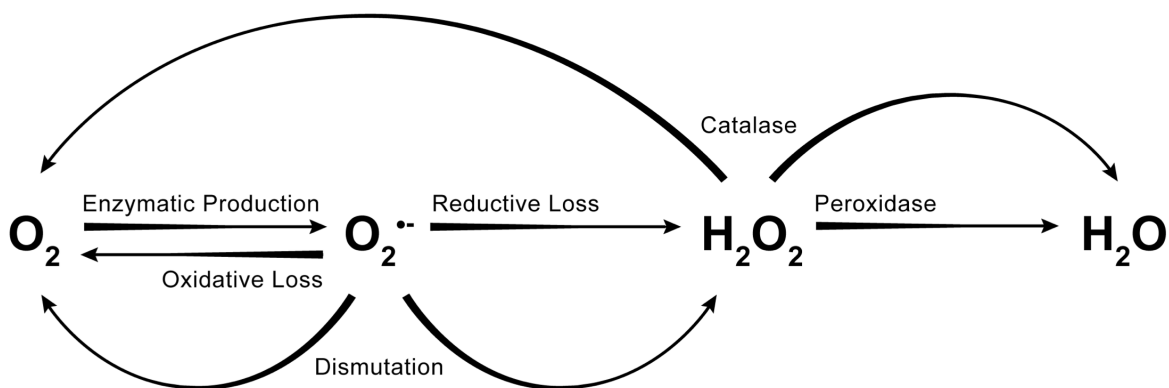 Catalase
Enzymatic Production
Reductive Loss
Peroxidase
O₂
O₂•-
H₂O₂
H₂O
Oxidative Loss
Dismutation